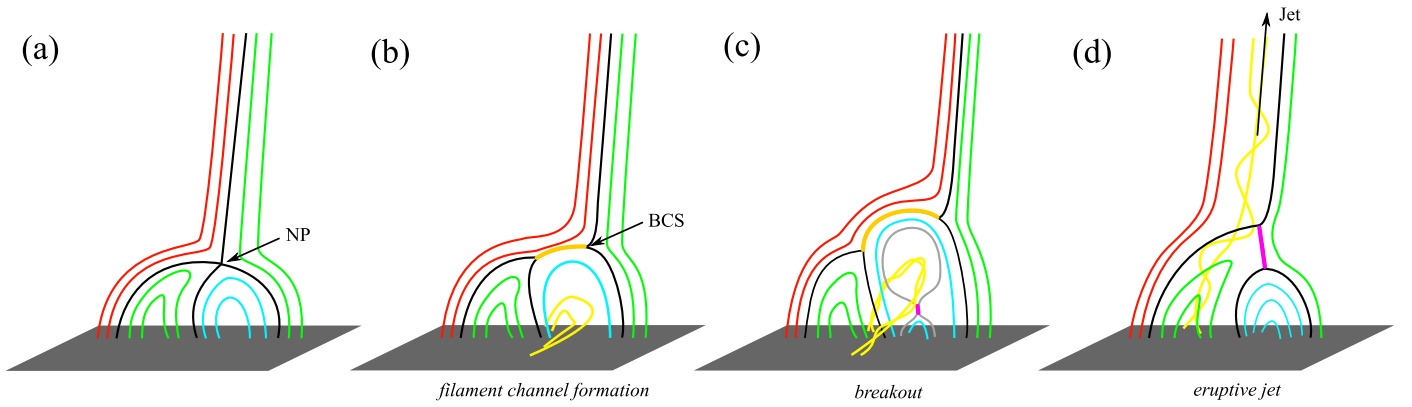 (a)
NP
(b)
BCS
filament channel formation
(c)
breakout
(d)
Jet
eruptive jet